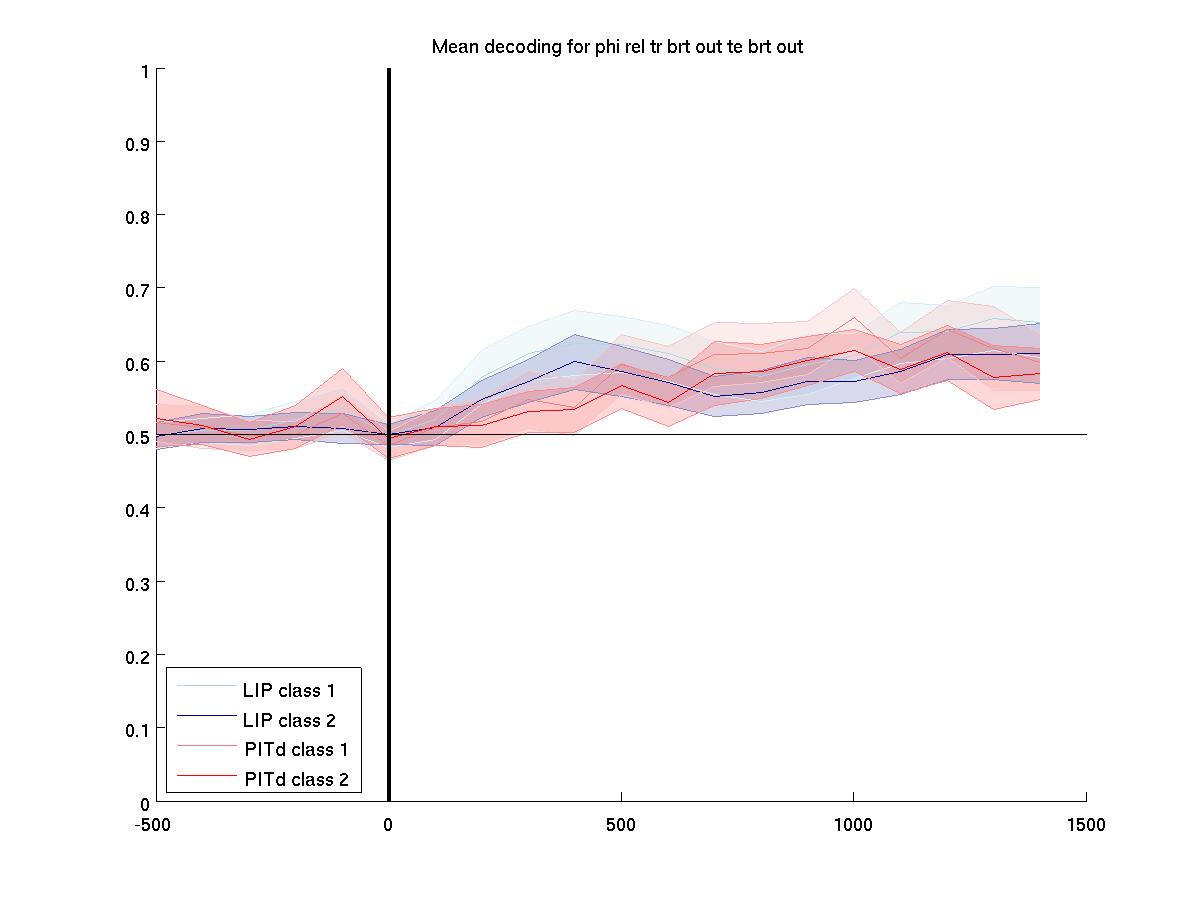 Mean decoding for phi rel tr brt out te brt out
1
0.9
0.8
0.7
0.6
0.5
0.4
0.3
0.2
0.1
0
LIP class 1
LIP class 2
PITd class 1
PITd class 2
-500 0 500 1000 1500